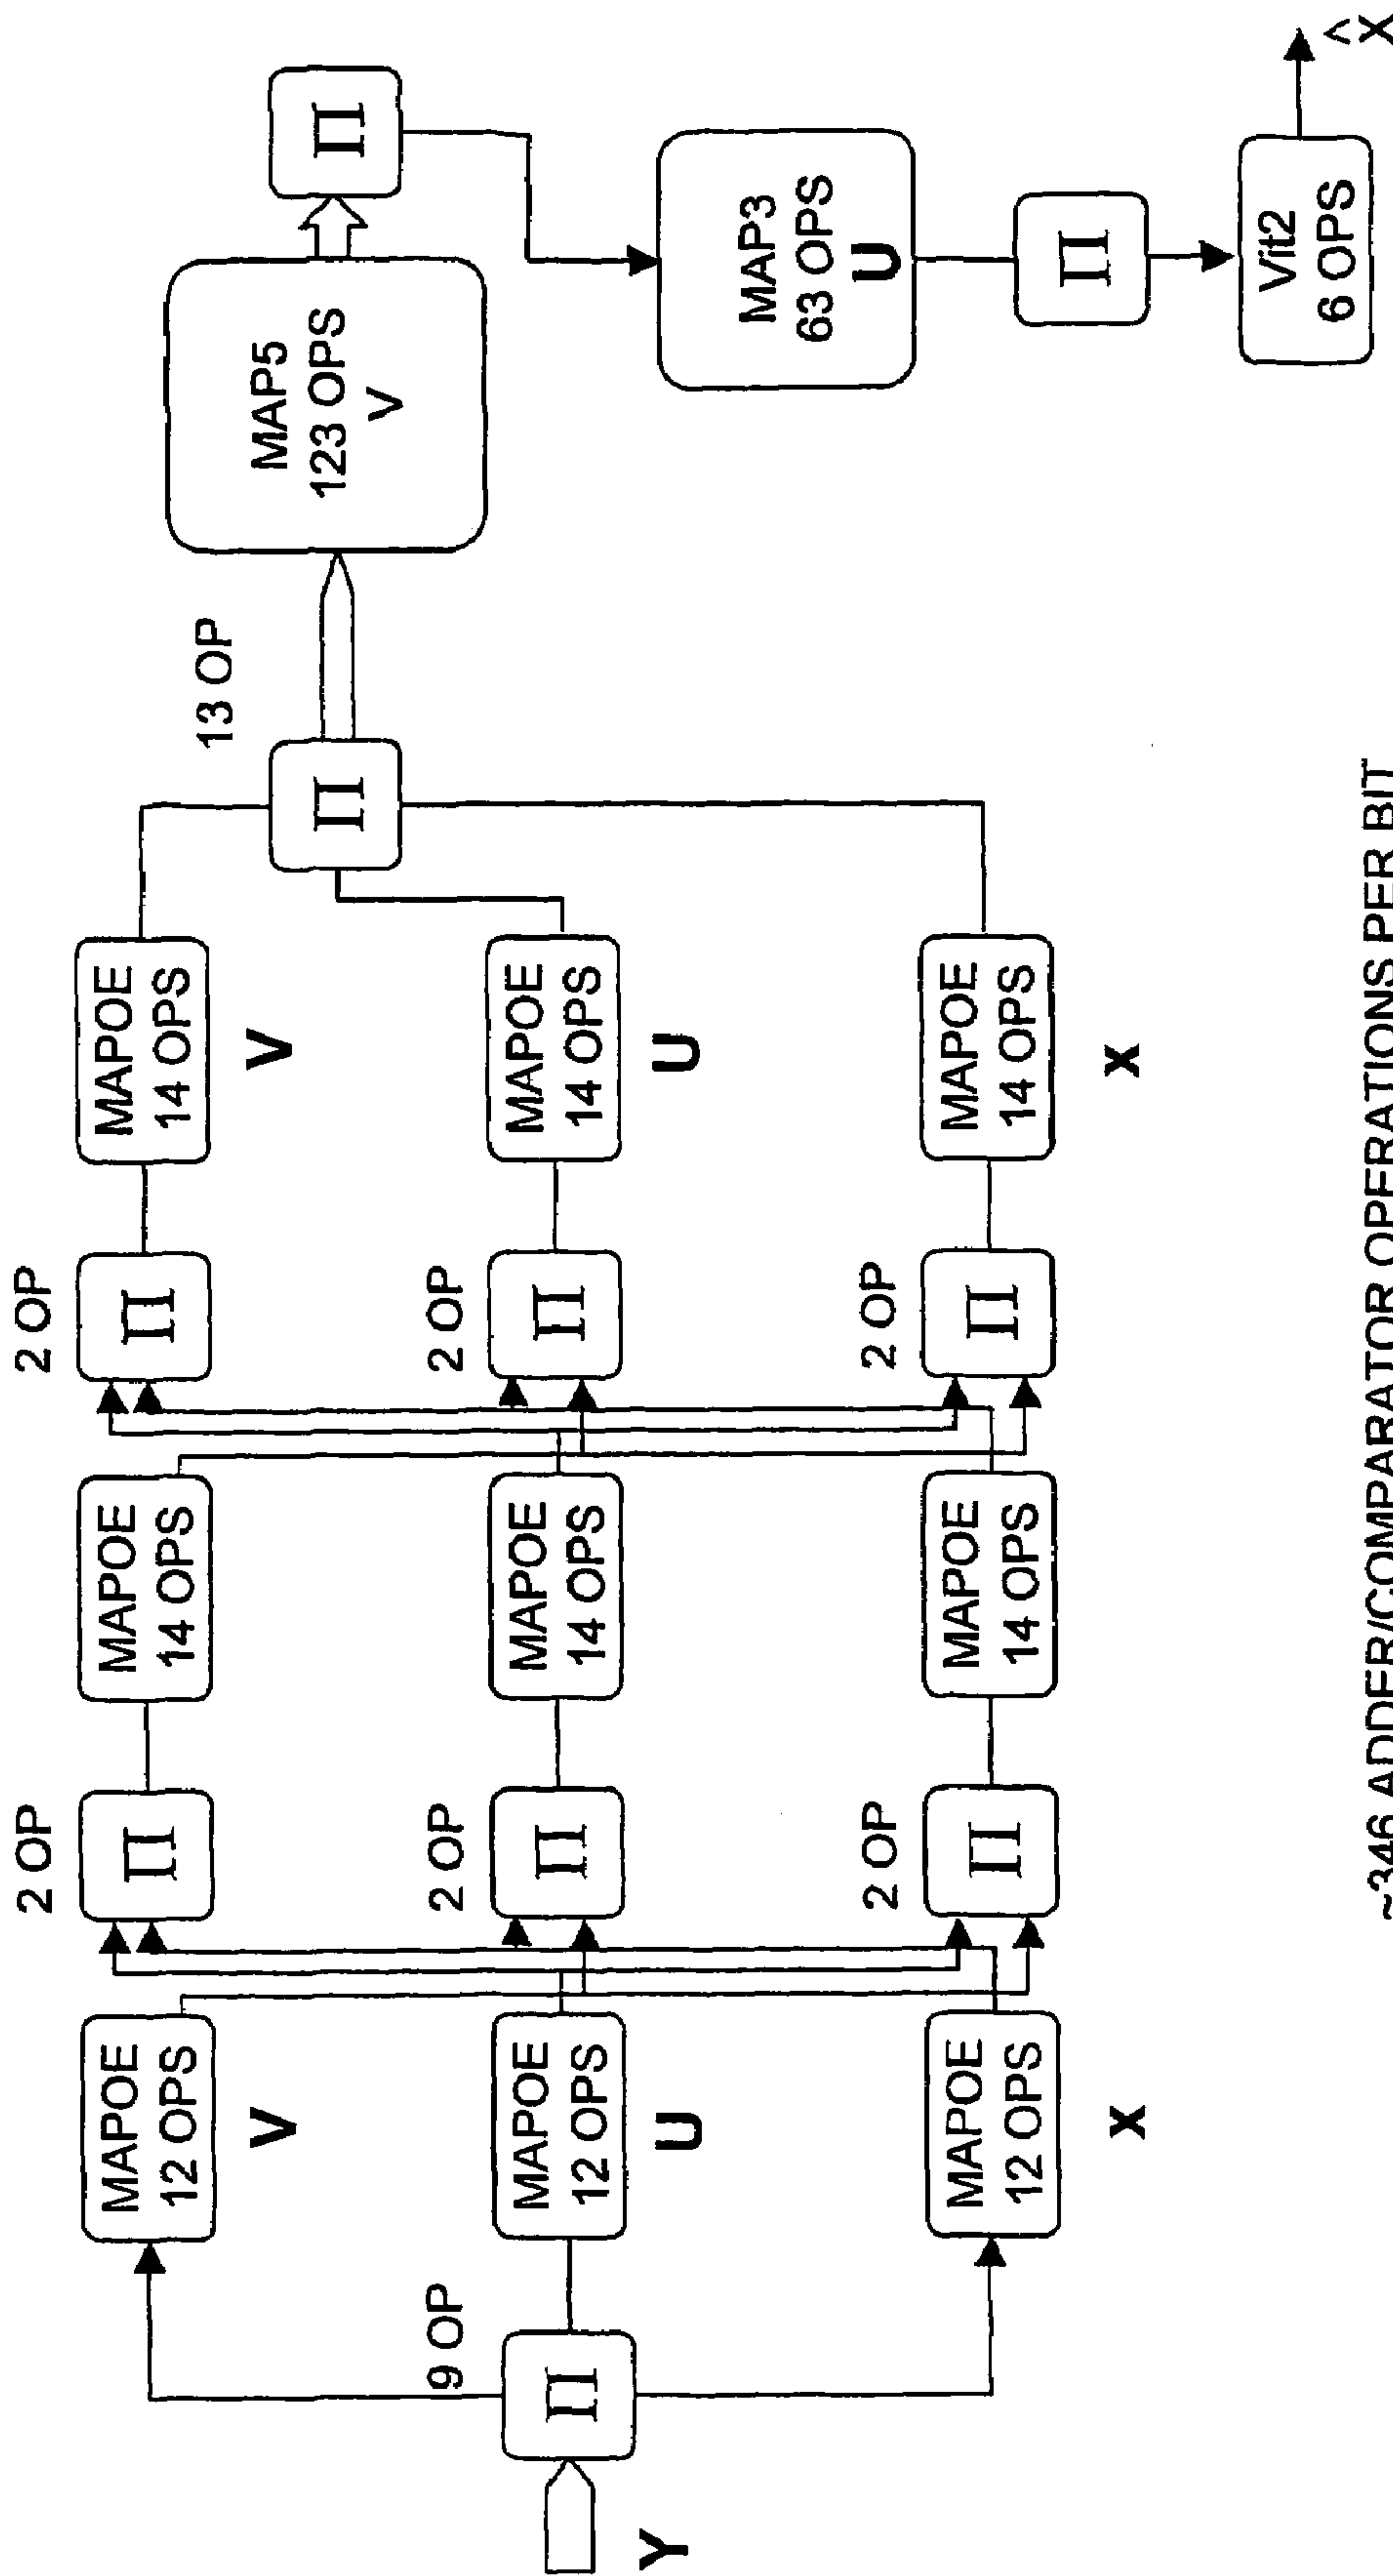 Y
Π
9 OP
MAPOE
12 OPS
V
MAPOE
12 OPS
U
MAPOE
12 OPS
X
2 OP
Π
2 OP
Π
2 OP
Π
MAPOE
14 OPS
MAPOE
14 OPS
MAPOE
14 OPS
2 OP
Π
2 OP
Π
2 OP
Π
MAPOE
14 OPS
V
MAPOE
14 OPS
U
MAPOE
14 OPS
X
Π
13 OP
MAP5
123 OPS
V
Π
MAP3
63 OPS
U
Π
Vit2
6 OPS
^
X
~346 ADDER/COMPARATOR OPERATIONS PER BIT